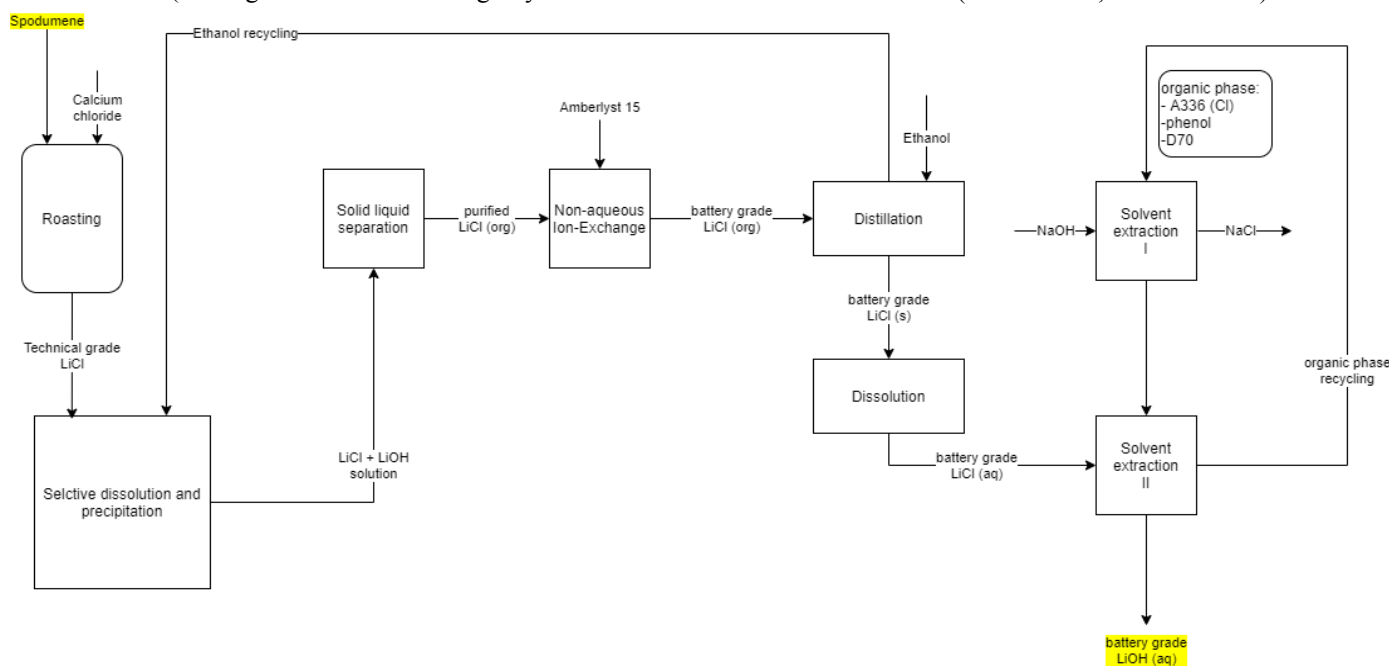 Spodumene
Ethanol recycling
Calcium
chloride
Roasting
Technical grade
LiCl
Selctive dissolution and
precipitation
LiCl + LiOH
solution
Solid liquid
separation
purified
LiCl (org)
Amberlyst 15
Non-aqueous
Ion-Exchange
battery grade
LiCl (org)
Ethanol
Distillation
battery grade
LiCl (s)
Dissolution
battery grade
LiCl (aq)
organic phase:
- A336 (Cl)
-phenol
-D70
NaOH
Solvent
extraction
I
NaCl
organic phase
recycling
Solvent
extraction
II
battery grade
LiOH (aq)